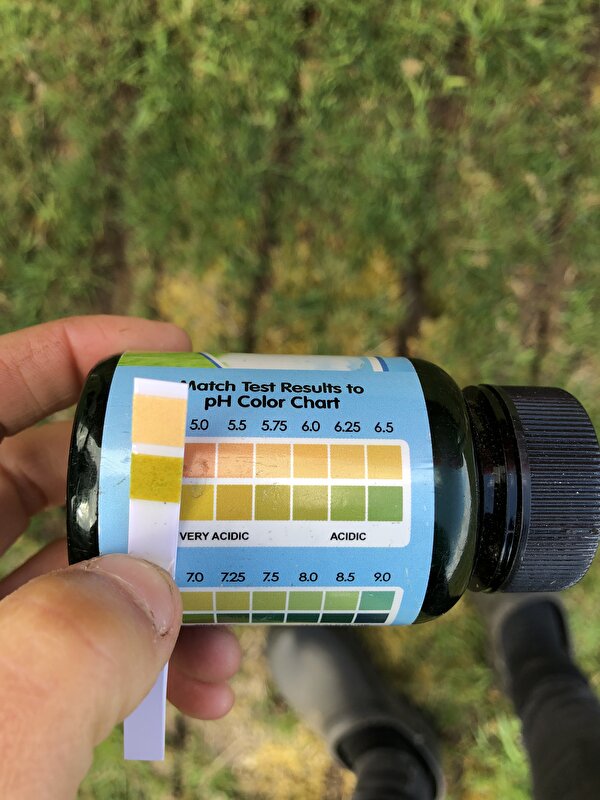 Match Test Results to
pH Color Chart
5.0 5.5 5.75 6.0 6.25 6.5
VERY ACIDIC ACIDIC
7.0 7.25 7.5 8.0 8.5 9.0